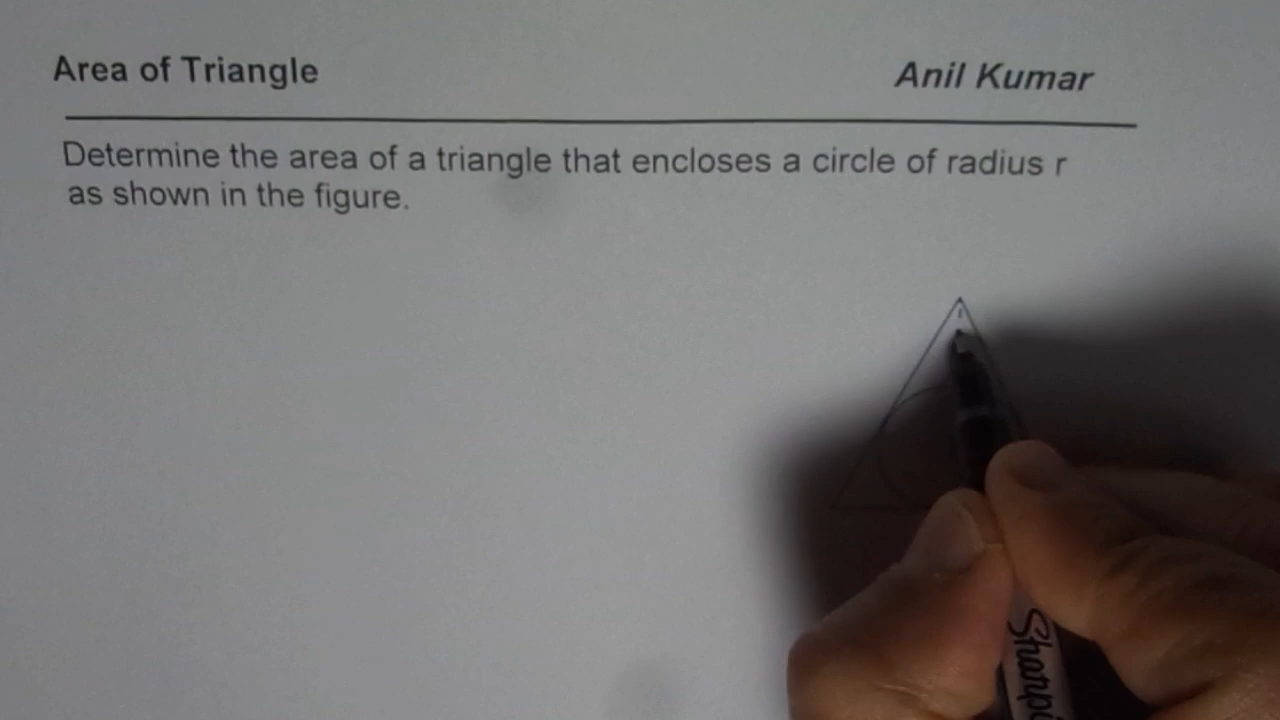 Area of Triangle
Anil Kumar
Determine the area of a triangle that encloses a circle of radius r
as shown in the figure.